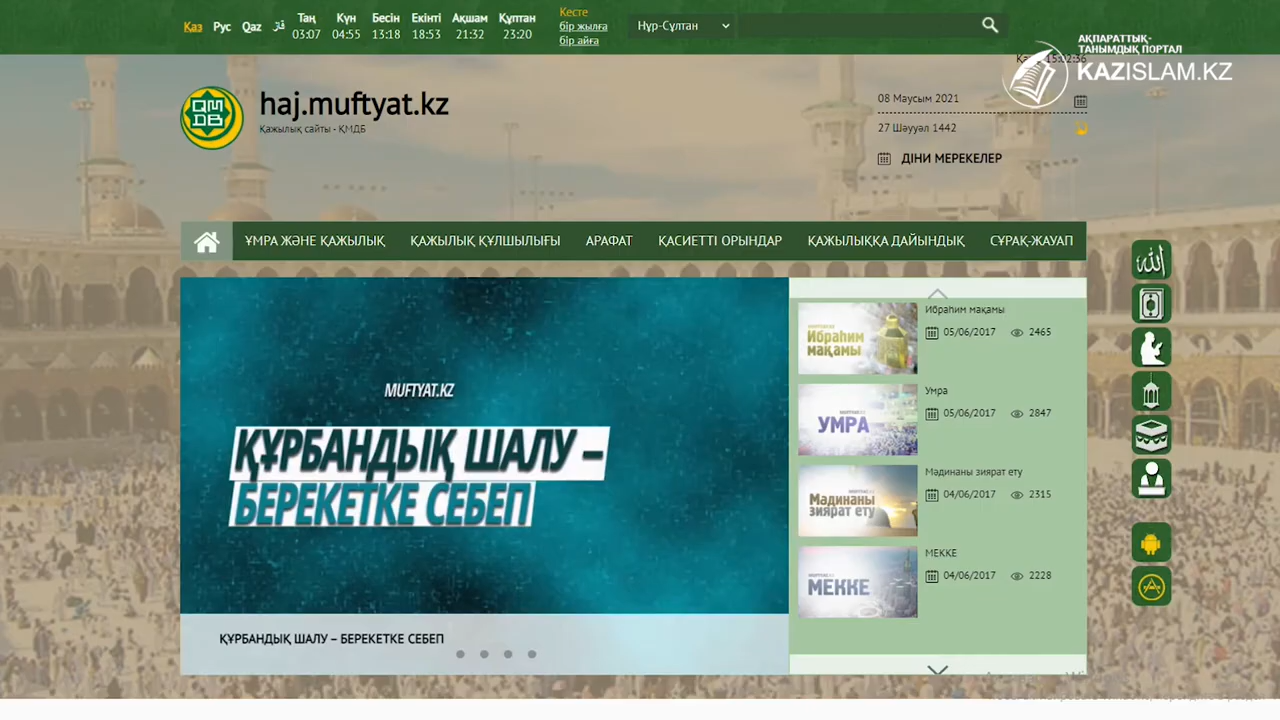 Қаз Рус Qaz قاز
Таң Күн Бесін Екінті Ақшам Құптан
03:07 04:55 13:18 18:53 21:32 23:20
Кесте
бір жылға
бір айға
Нұр-Сұлтан
АҚПАРАТТЫҚ-
ТАНЫМДЫҚ ПОРТАЛ
KAZISLAM.KZ
haj.muftyat.kz
Қажылық сайты - ҚМДБ
08 Маусым 2021
27 Шәууәл 1442
ДІНИ МЕРЕКЕЛЕР
ҰМРА ЖӘНЕ ҚАЖЫЛЫҚ ҚАЖЫЛЫҚ ҚҰЛШЫЛЫҒЫ АРАФАТ ҚАСИЕТТІ ОРЫНДАР ҚАЖЫЛЫҚҚА ДАЙЫНДЫҚ СҰРАҚ-ЖАУАП
MUFTYAT.KZ
ҚҰРБАНДЫҚ ШАЛУ –
БЕРЕКЕТКЕ СЕБЕП
ҚҰРБАНДЫҚ ШАЛУ – БЕРЕКЕТКЕ СЕБЕП
Ибраһим
мақамы
Ибраһим мақамы
05/06/2017 2465
УМРА
Умра
05/06/2017 2847
Мадинаны
зиярат ету
Мәдинаны зиярат ету
04/06/2017 2315
МЕККЕ
МЕККЕ
04/06/2017 2228
الله